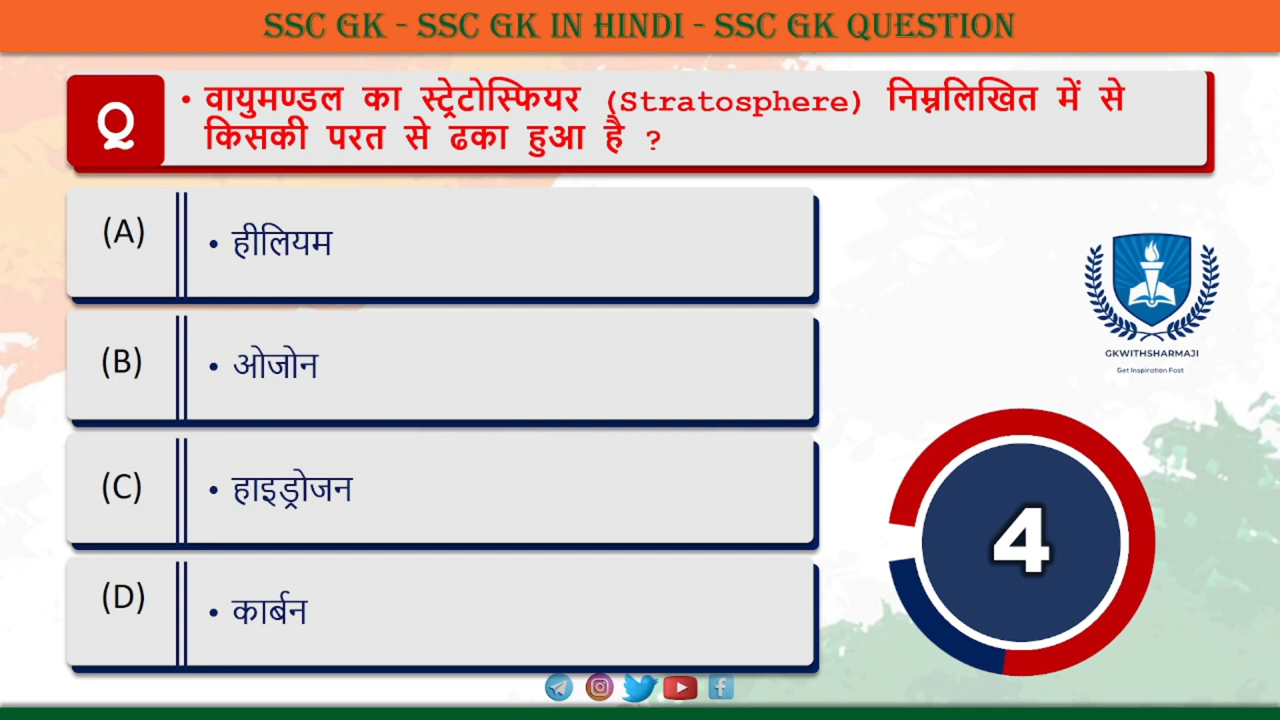 SSC GK - SSC GK IN HINDI - SSC GK QUESTION
Q
• वायुमण्डल का स्ट्रेटोस्फियर (Stratosphere) निम्नलिखित में से
किसकी परत से ढका हुआ है ?
(A) • हीलियम
(B) • ओजोन
(C) • हाइड्रोजन
(D) • कार्बन
GKWITHSHARMAJI
Get Inspiration Fast
4